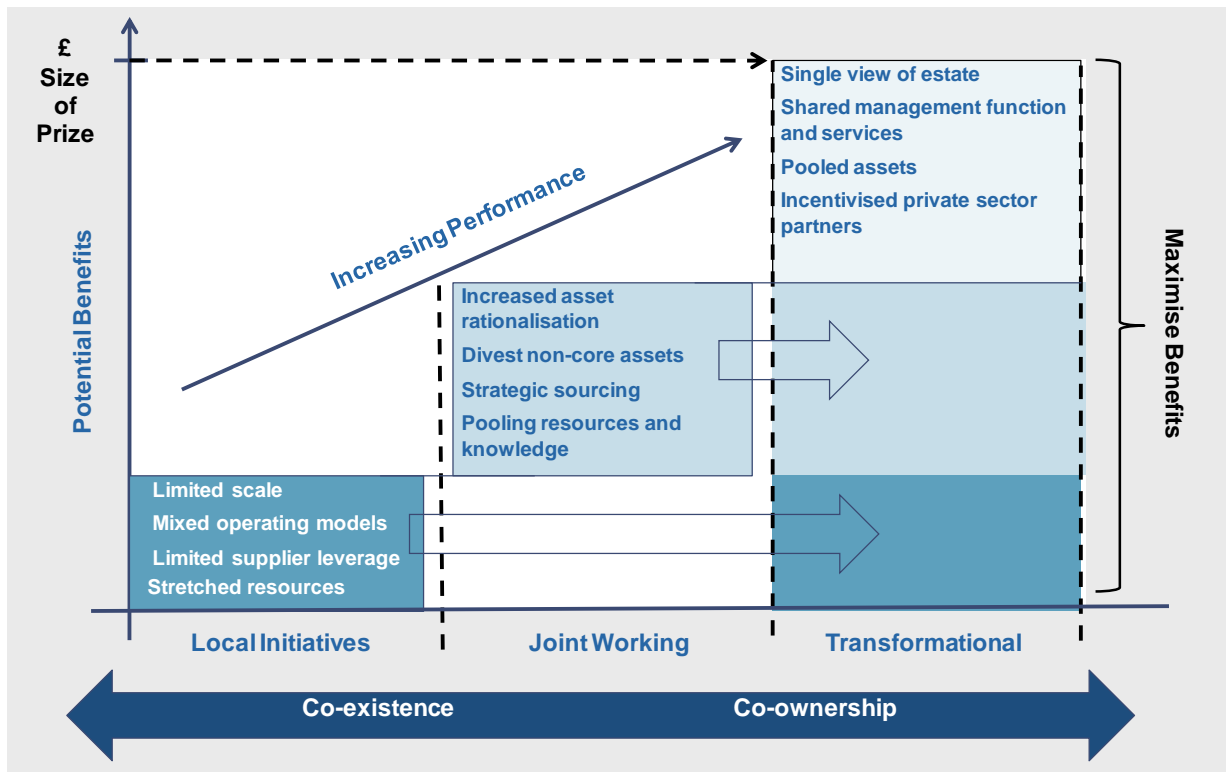 £
Size
of
Prize
Potential Benefits
Increasing Performance
Single view of estate
Shared management function
and services
Pooled assets
Incentivised private sector
partners
Increased asset
rationalisation
Divest non-core assets
Strategic sourcing
Pooling resources and
knowledge
Limited scale
Mixed operating models
Limited supplier leverage
Stretched resources
Maximise Benefits
Local Initiatives
Joint Working
Transformational
Co-existence
Co-ownership